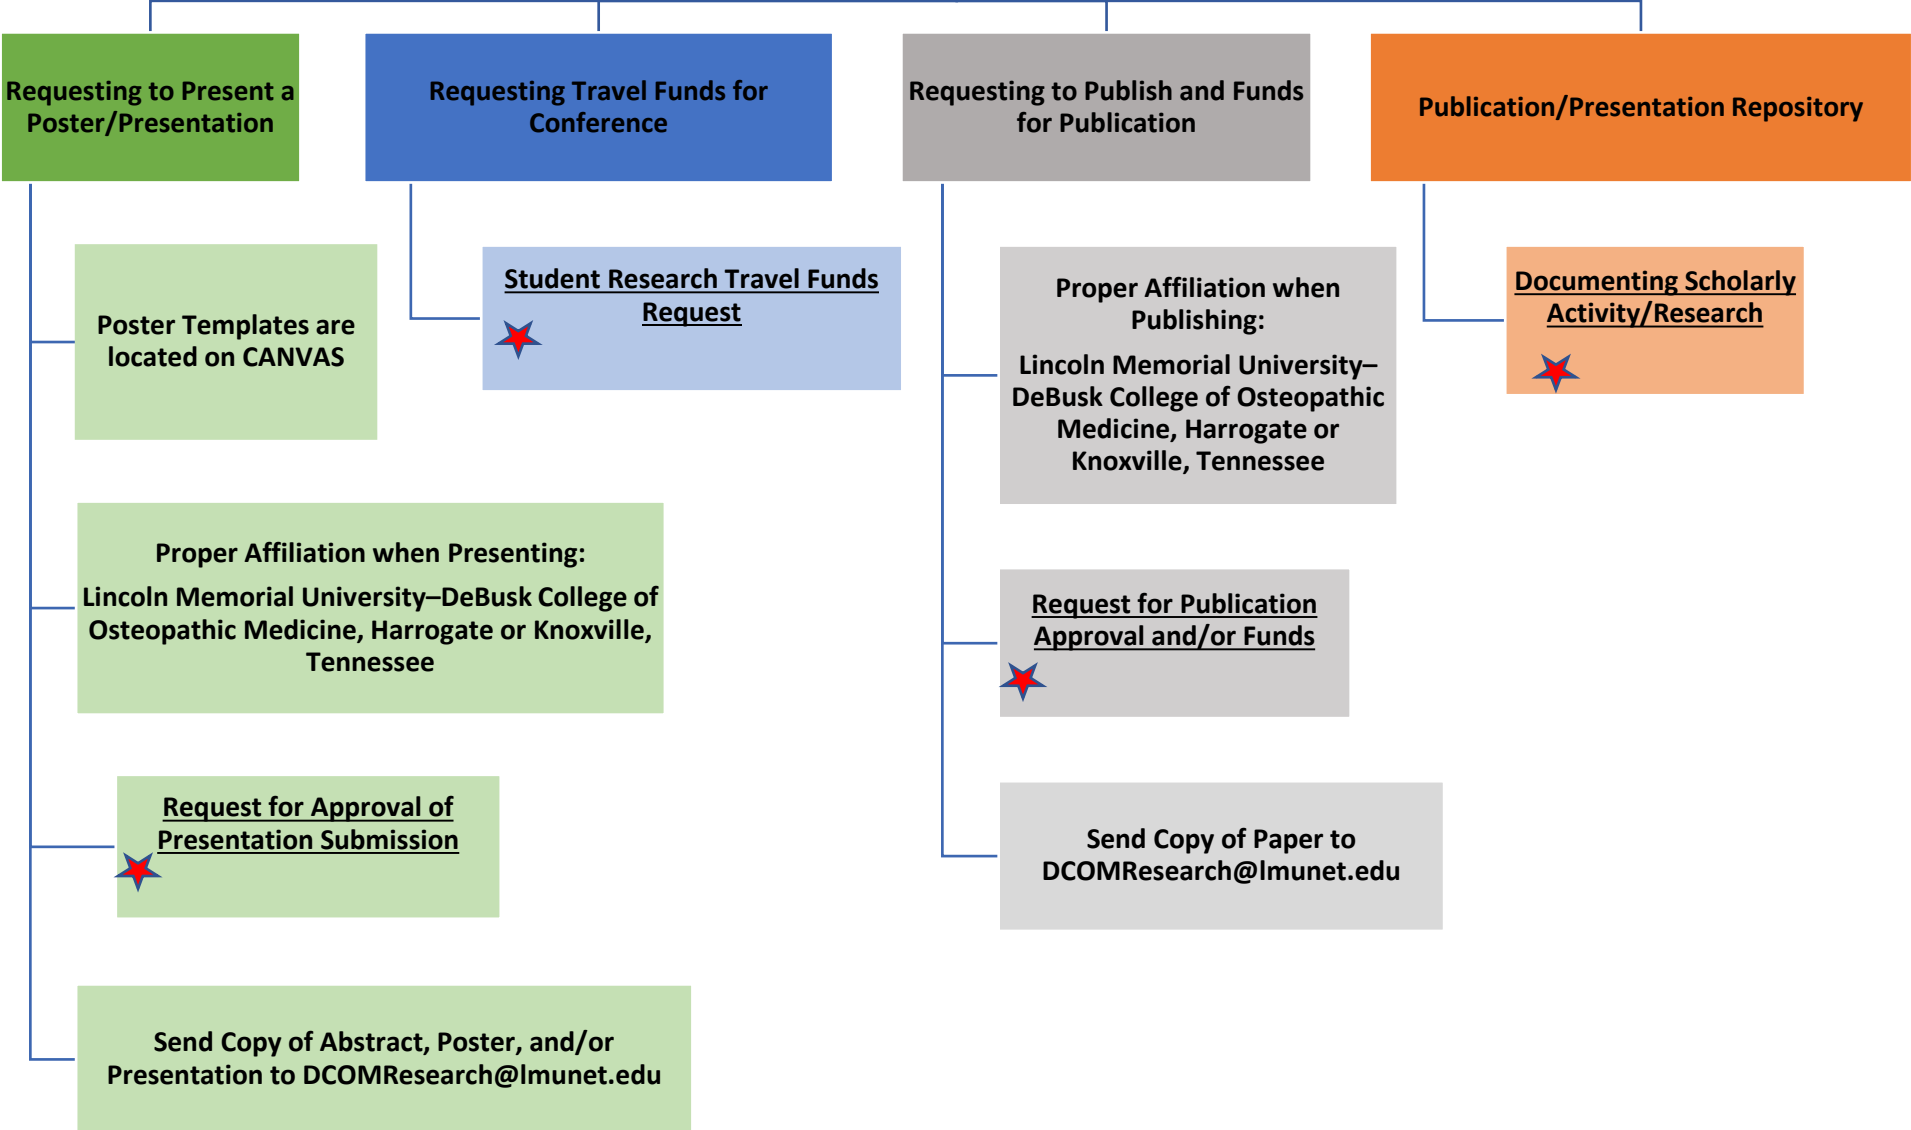 Requesting to Present a
Poster/Presentation
Requesting Travel Funds for
Conference
Requesting to Publish and Funds
for Publication
Publication/Presentation Repository
Poster Templates are
located on CANVAS
Proper Affiliation when Presenting:
Lincoln Memorial University–DeBusk College of
Osteopathic Medicine, Harrogate or Knoxville,
Tennessee
Request for Approval of
Presentation Submission
Send Copy of Abstract, Poster, and/or
Presentation to DCOMResearch@lmunet.edu
Student Research Travel Funds
Request
Proper Affiliation when
Publishing:
Lincoln Memorial University–
DeBusk College of Osteopathic
Medicine, Harrogate or
Knoxville, Tennessee
Request for Publication
Approval and/or Funds
Send Copy of Paper to
DCOMResearch@lmunet.edu
Documenting Scholarly
Activity/Research